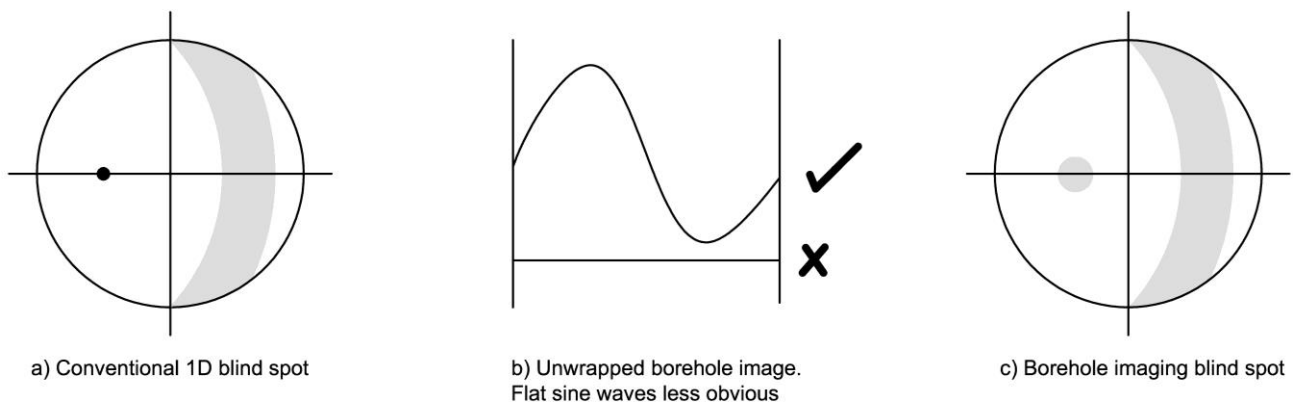 a) Conventional 1D blind spot
b) Unwrapped borehole image.
Flat sine waves less obvious
c) Borehole imaging blind spot